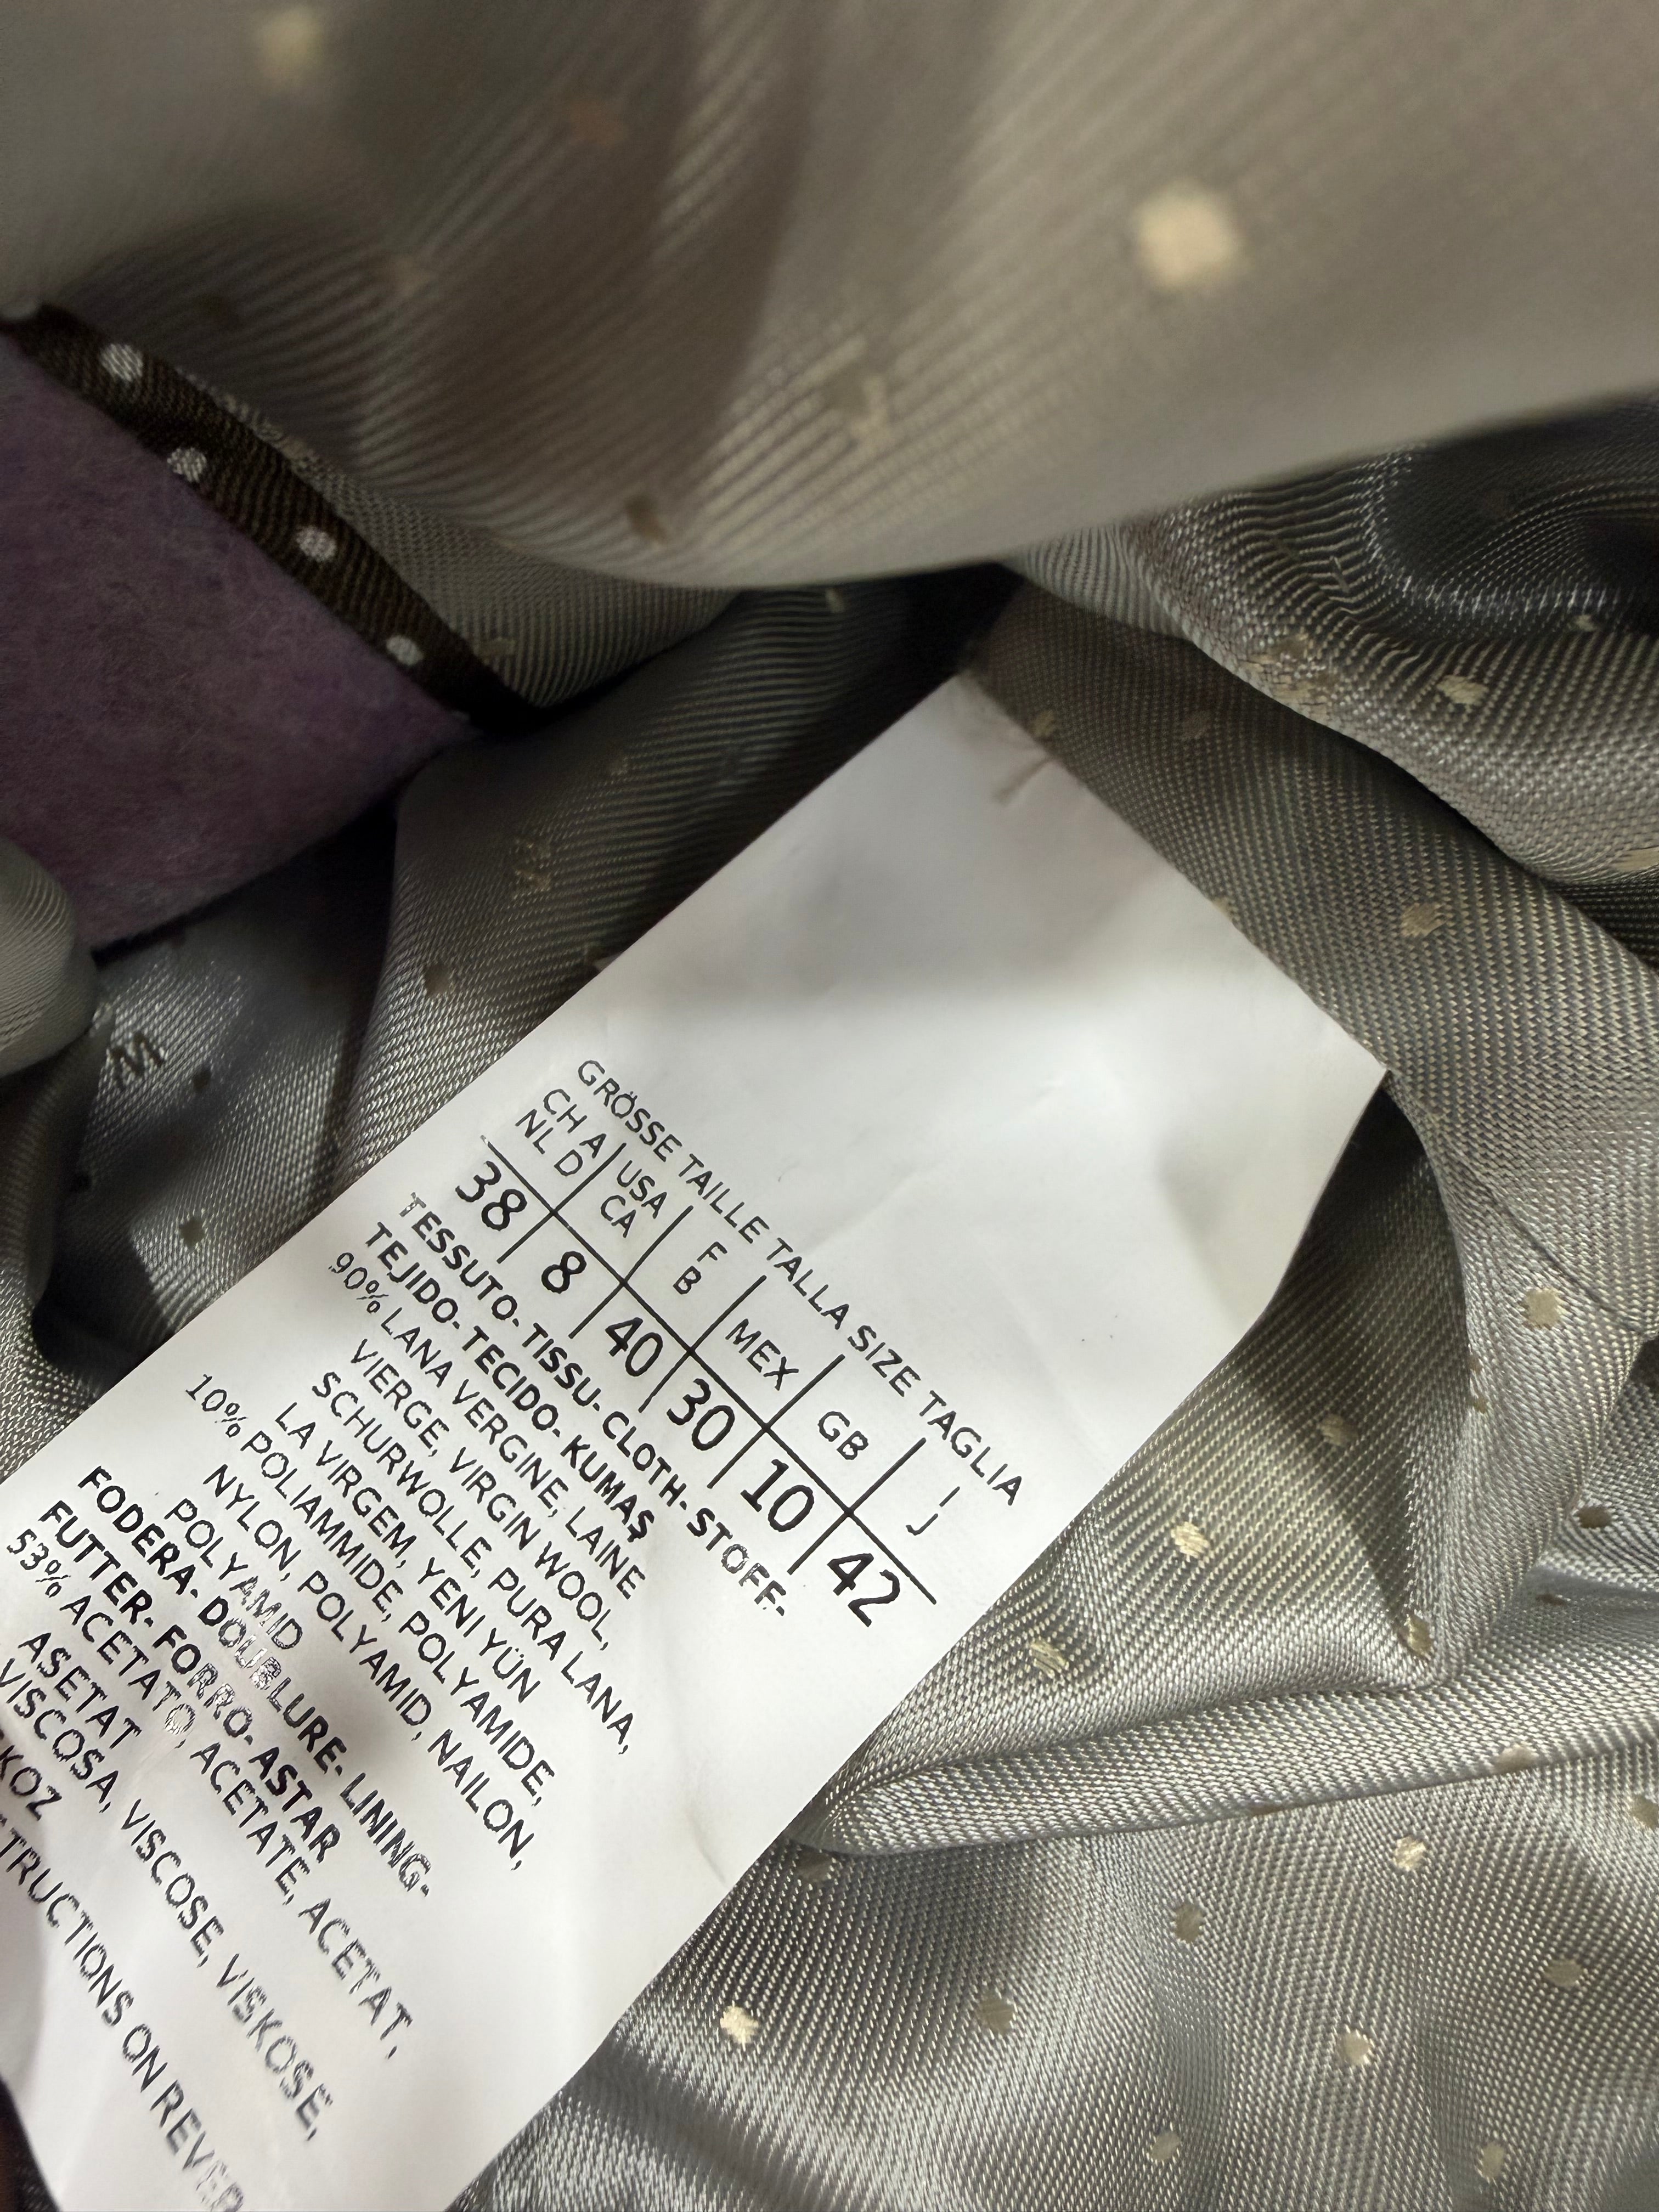 GRÖSSE TAILLE TALLA SIZE TAGLIA
CH A USA F MEX GB I
NL D CA B J
38 8 40 30 10 42
TESSUTO- TISSU- CLOTH- STOFF-
TEJIDO- TECIDO- KUMAŞ
90% LANA VERGINE, LAINE
VIERGE, VIRGIN WOOL,
SCHURWOLLE, PURA LANA,
LA VIRGEM, YENI YÜN
10% POLIAMMIDE, POLYAMIDE,
NYLON, POLYAMID, NAILON,
POLYAMID
FODERA- DOUBLURE- LINING-
FUTTER- FORRO- ASTAR
53% ACETATO, ACETATE, ACETAT,
ASETAT
VISCOSA, VISCOSE, VISKOSE,
KOZ
TRUCTIONS ON REVER
M